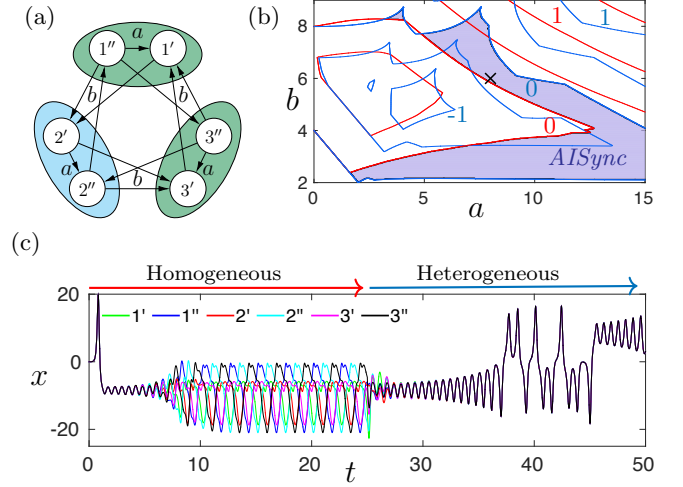 (a)
1′′ a 1′
b b
2′ 3′′
a a
2′′ b 3′
(b)
8
6
4
2
b
0 5 10 15
a
1 1
0
-1
0
AISync
(c)
Homogeneous Heterogeneous
20
0
-20
x
1' 1'' 2' 2'' 3' 3''
0 10 20 30 40 50
t